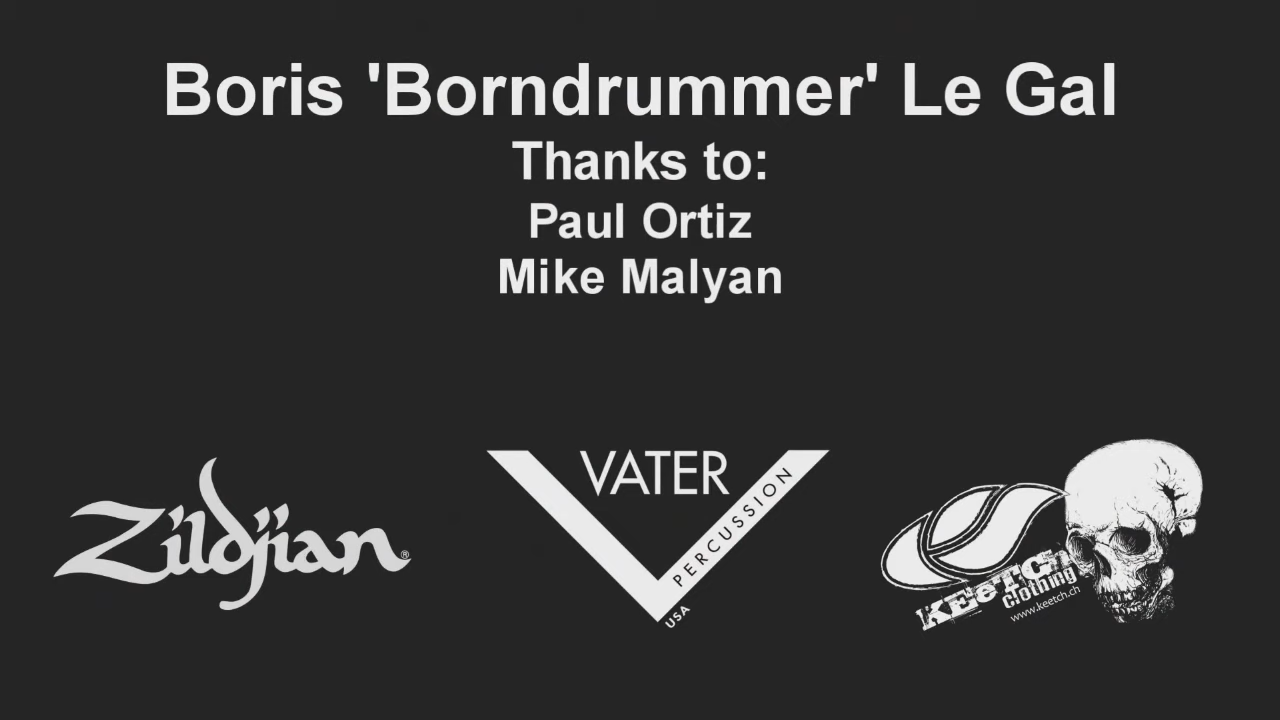 Boris 'Borndrummer' Le Gal
Thanks to:
Paul Ortiz
Mike Malyan
Zildjian®
VATER
PERCUSSION
USA
KEETCH
clothing
www.keetch.ch